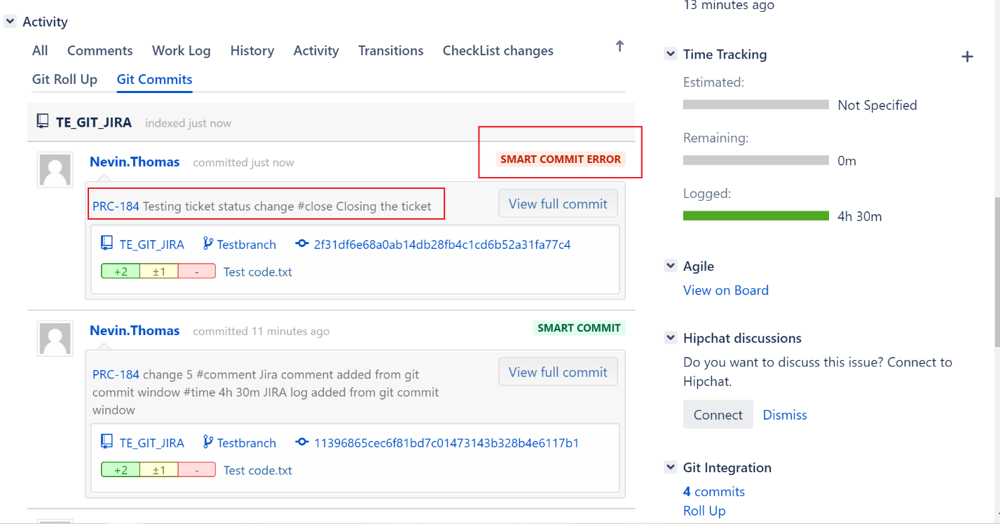 Activity
All Comments Work Log History Activity Transitions CheckList changes
Git Roll Up Git Commits
TE_GIT_JIRA indexed just now
Nevin.Thomas committed just now SMART COMMIT ERROR
PRC-184 Testing ticket status change #close Closing the ticket View full commit
TE_GIT_JIRA Testbranch 2f31df6e68a0ab14db28fb4c1cd6b52a31fa77c4
+2 ±1 - Test code.txt
Nevin.Thomas committed 11 minutes ago SMART COMMIT
PRC-184 change 5 #comment Jira comment added from git View full commit
commit window #time 4h 30m JIRA log added from git commit
window
TE_GIT_JIRA Testbranch 11396865cec6f81bd7c01473143b328b4e6117b1
+2 ±1 - Test code.txt
13 minutes ago
Time Tracking +
Estimated:
Not Specified
Remaining:
0m
Logged:
4h 30m
Agile
View on Board
Hipchat discussions
Do you want to discuss this issue? Connect to
Hipchat.
Connect Dismiss
Git Integration
4 commits
Roll Up